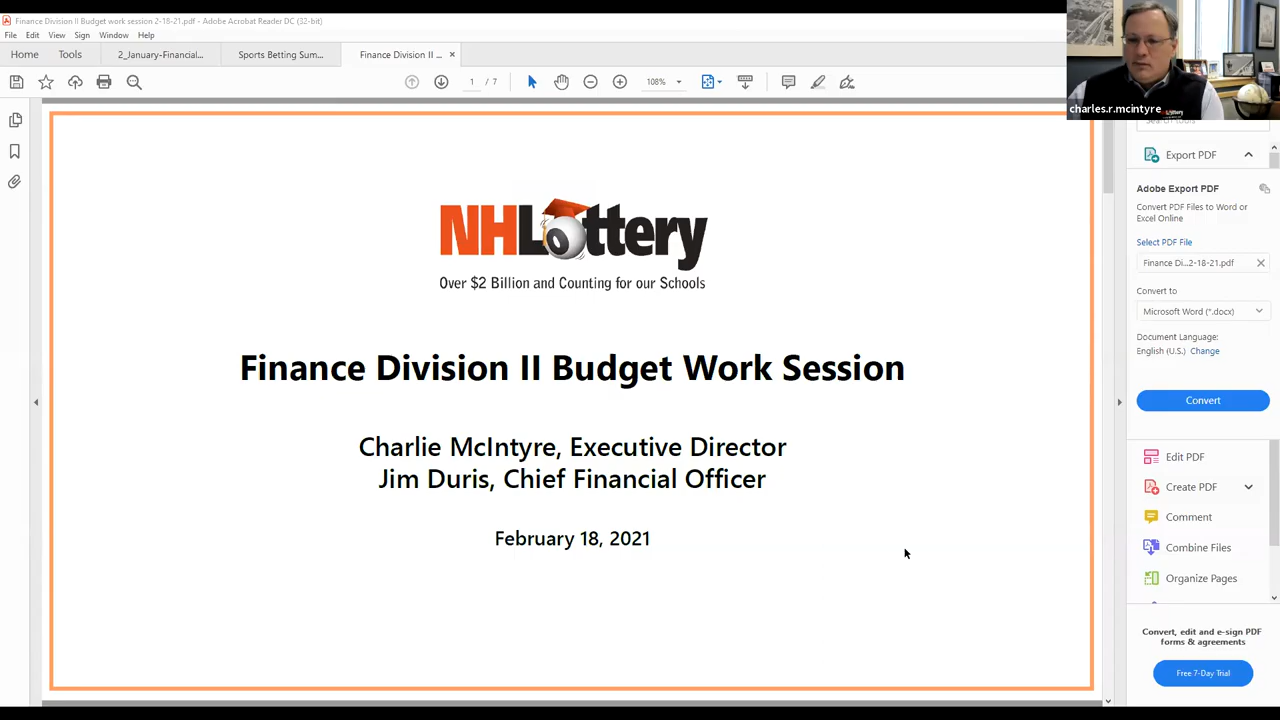 Finance Division II Budget work session 2-18-21.pdf - Adobe Acrobat Reader DC (32-bit)
File Edit View Sign Window Help
Home Tools 2_January-Financial... Sports Betting Sum... Finance Division II ... ×
1 / 7 108%
charles.r.mcintyre
Export PDF
Adobe Export PDF
Convert PDF Files to Word or
Excel Online
Select PDF File
Finance Di...2-18-21.pdf
Convert to
Microsoft Word (*.docx)
Document Language:
English (U.S.) Change
Convert
Edit PDF
Create PDF
Comment
Combine Files
Organize Pages
Convert, edit and e-sign PDF
forms & agreements
Free 7-Day Trial
NHLottery
Over $2 Billion and Counting for our Schools
Finance Division II Budget Work Session
Charlie McIntyre, Executive Director
Jim Duris, Chief Financial Officer
February 18, 2021